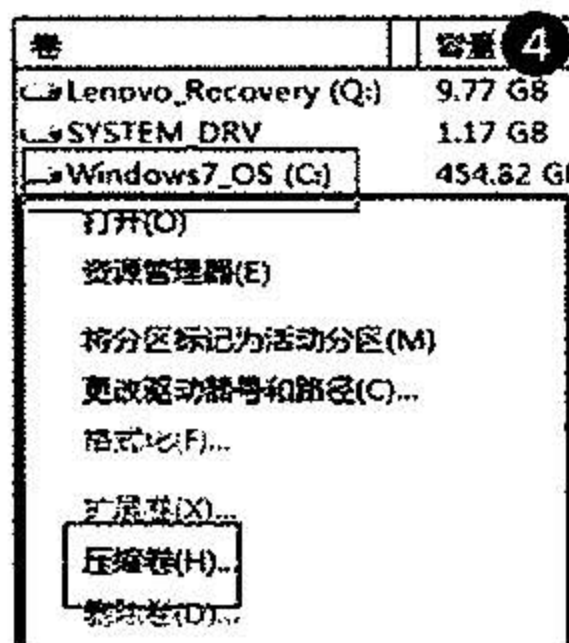 卷 容量 4
Lenovo_Recovery (Q:) 9.77 GB
SYSTEM_DRV 1.17 GB
Windows7_OS (C:) 454.82 G
打开(O)
资源管理器(E)
将分区标记为活动分区(M)
更改驱动器号和路径(C)...
格式化(F)...
扩展卷(X)...
压缩卷(H)...
删除卷(D)...